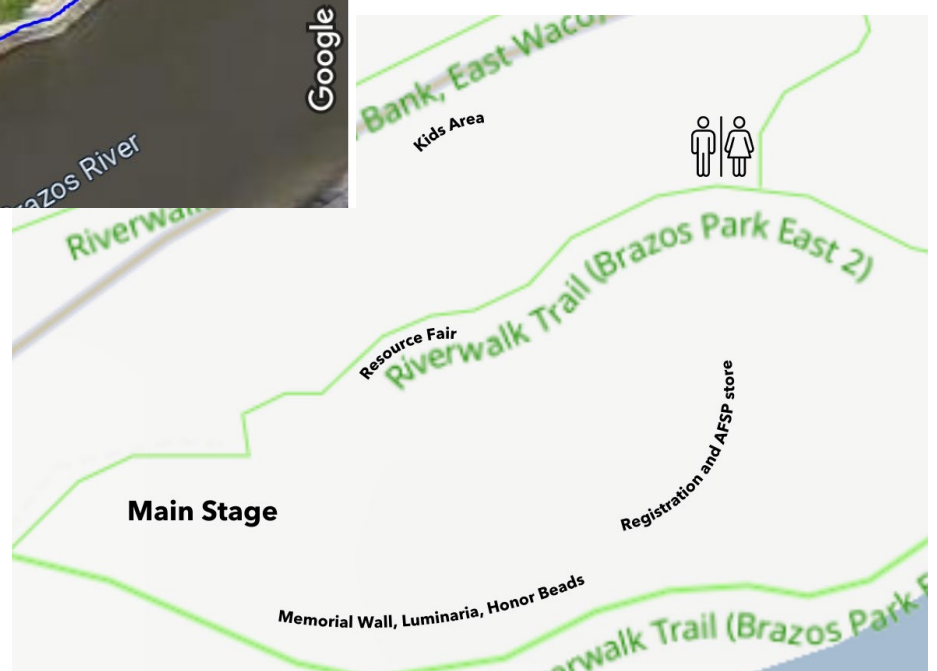 Google
Brazos River
Bank, East Waco,
Kids Area
Riverwalk
Riverwalk Trail (Brazos Park East 2)
Resource Fair
Registration and AFSP store
Main Stage
Memorial Wall, Luminaria, Honor Beads
erwalk Trail (Brazos Park E